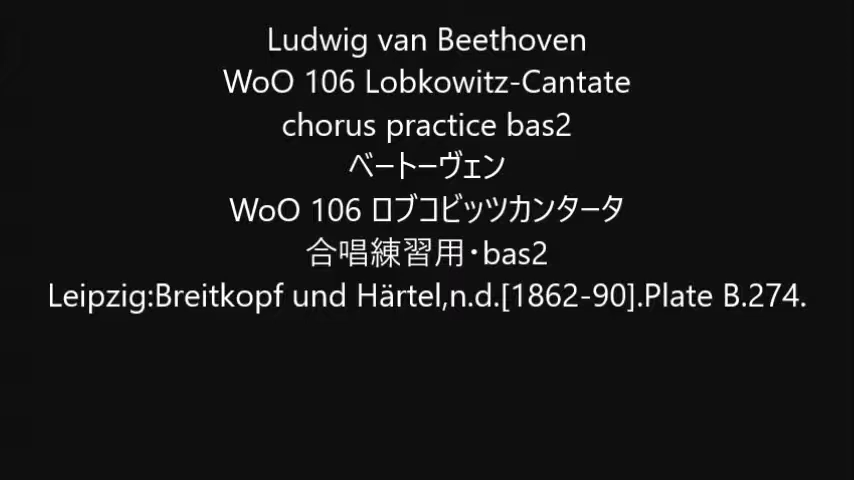 Ludwig van Beethoven
WoO 106 Lobkowitz-Cantate
chorus practice bas2
ベートーヴェン
WoO 106 ロブコビッツカンタータ
合唱練習用・bas2
Leipzig:Breitkopf und Härtel,n.d.[1862-90].Plate B.274.